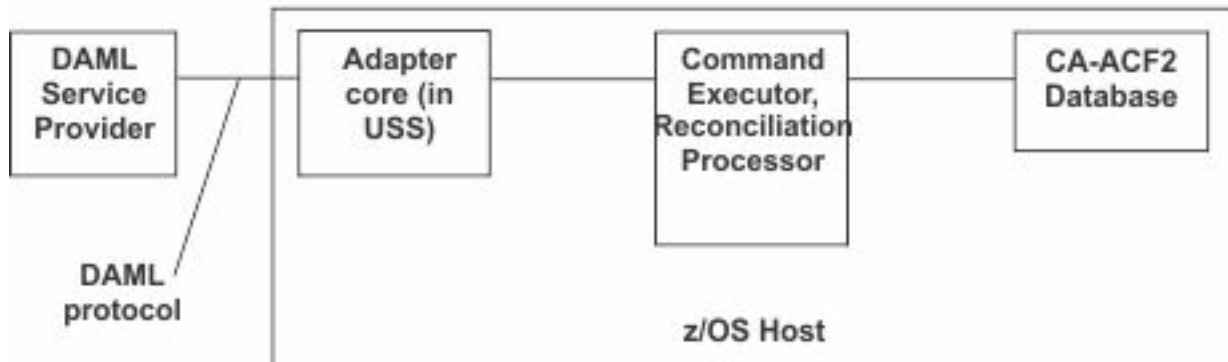 DAML
Service
Provider
Adapter
core (in
USS)
Command
Executor,
Reconciliation
Processor
CA-ACF2
Database
DAML
protocol
z/OS Host